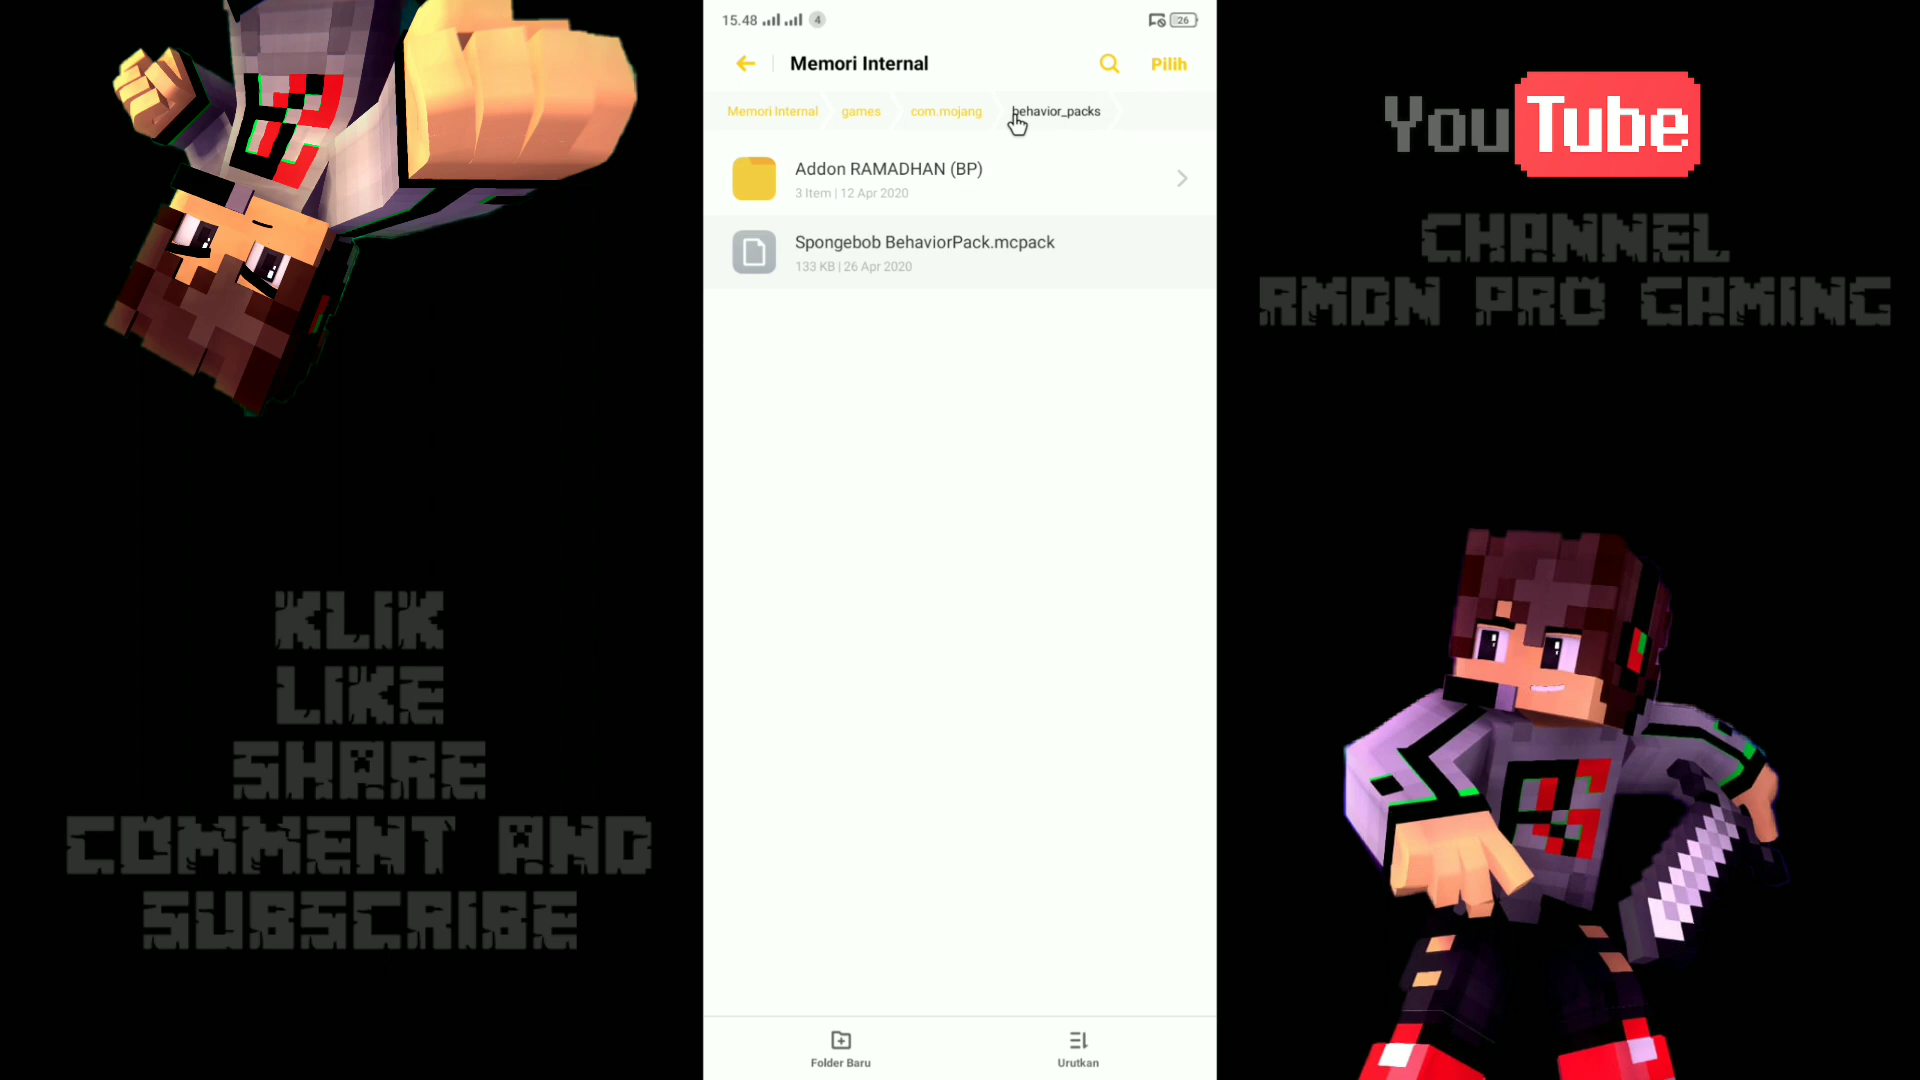 15.48
4
26
Memori Internal
Pilih
Memori Internal
games
com.mojang
behavior_packs
Addon RAMADHAN (BP)
3 Item | 12 Apr 2020
Spongebob BehaviorPack.mcpack
133 KB | 26 Apr 2020
Folder Baru
Urutkan
KLIK
LIKE
SHARE
COMMENT AND
SUBSCRIBE
YouTube
CHANNEL
RMDN PRO GAMING